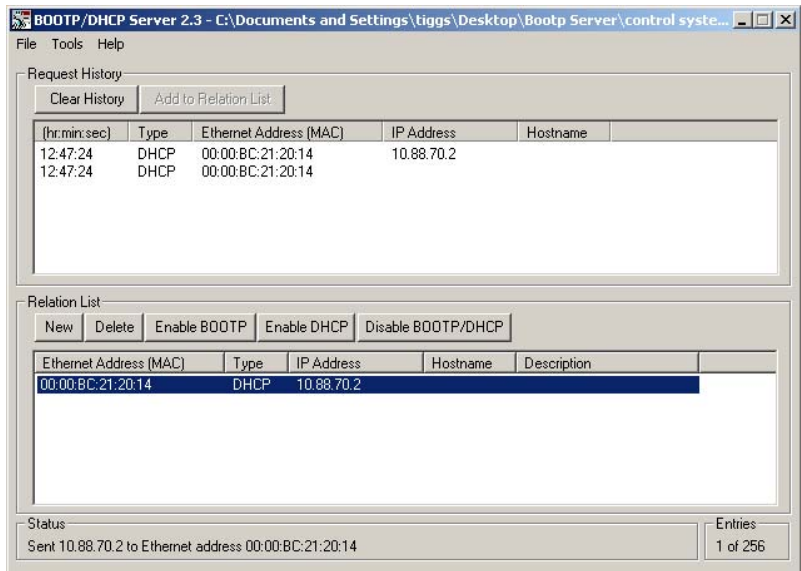 BOOTP/DHCP Server 2.3 - C:\Documents and Settings\tiggs\Desktop\Bootp Server\control syste...
File Tools Help
Request History
Clear History Add to Relation List
(hr:min:sec) Type Ethernet Address (MAC) IP Address Hostname
12:47:24 DHCP 00:00:BC:21:20:14 10.88.70.2
12:47:24 DHCP 00:00:BC:21:20:14
Relation List
New Delete Enable BOOTP Enable DHCP Disable BOOTP/DHCP
Ethernet Address (MAC) Type IP Address Hostname Description
00:00:BC:21:20:14 DHCP 10.88.70.2
Status
Sent 10.88.70.2 to Ethernet address 00:00:BC:21:20:14
Entries
1 of 256